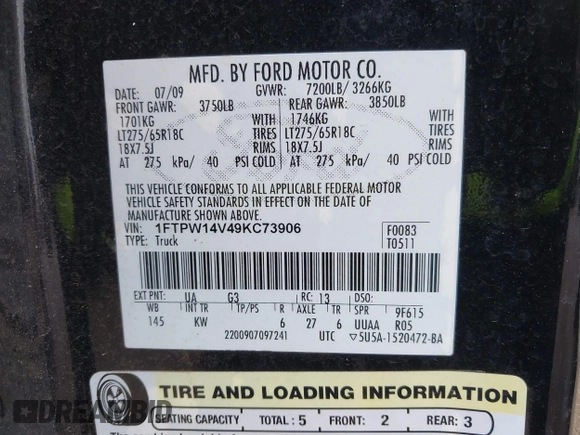 MFD. BY FORD MOTOR CO.
DATE: 07/09 GVWR: 7200LB/ 3266KG
FRONT GAWR: 3750LB REAR GAWR: 3850LB
1701KG WITH 1746KG WITH
LT275/65R18C TIRES LT275/65R18C TIRES
18X7.5J RIMS 18X7.5J RIMS
AT 275 kPa/ 40 PSI COLD AT 275 kPa/ 40 PSI COLD
THIS VEHICLE CONFORMS TO ALL APPLICABLE FEDERAL MOTOR
VEHICLE SAFETY STANDARDS IN EFFECT ON THE DATE OF
MANUFACTURE SHOWN ABOVE.
VIN: 1FTPW14V49KC73906 F0083
TYPE: Truck T0511
EXT PNT: UA G3 RC: 13 DSO:
WB INT TR TP/PS R AXLE TR SPR 9F615
145 KW 6 27 6 UUAA R05
2200907097241 UTC ▽5U5A-1520472-BA
TIRE AND LOADING INFORMATION
SEATING CAPACITY TOTAL: 5 FRONT: 2 REAR: 3
DREAMBID